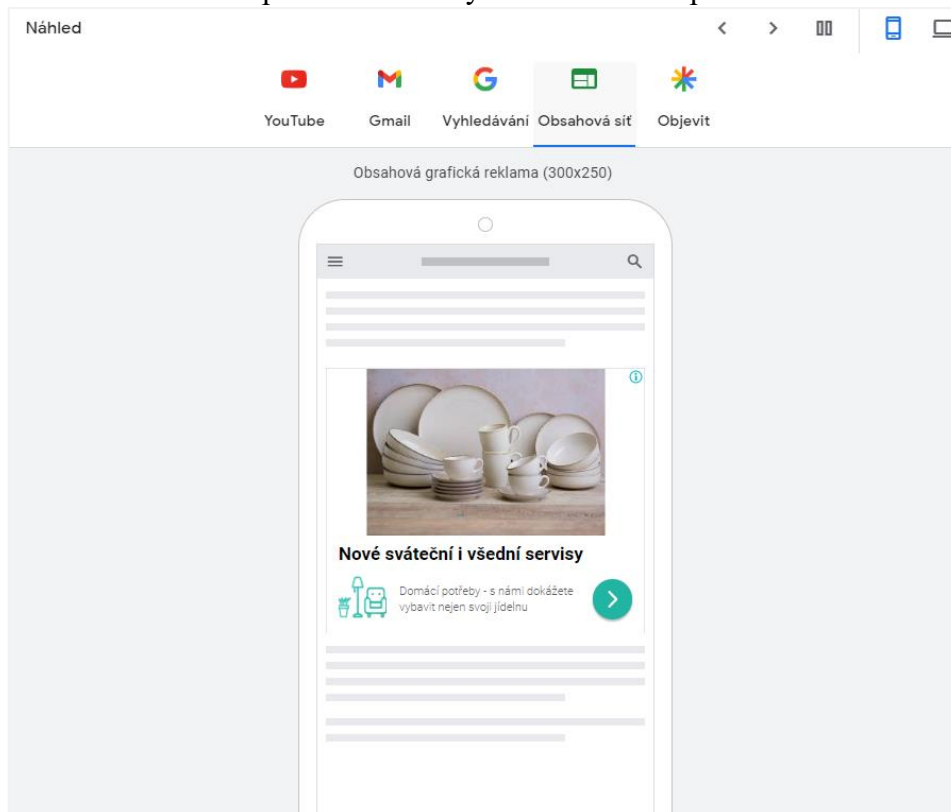 Náhled
YouTube Gmail Vyhledávání Obsahová síť Objevit
Obsahová grafická reklama (300x250)
Nové sváteční i všední servisy
Domácí potřeby - s námi dokážete
vybavit nejen svoji jídelnu